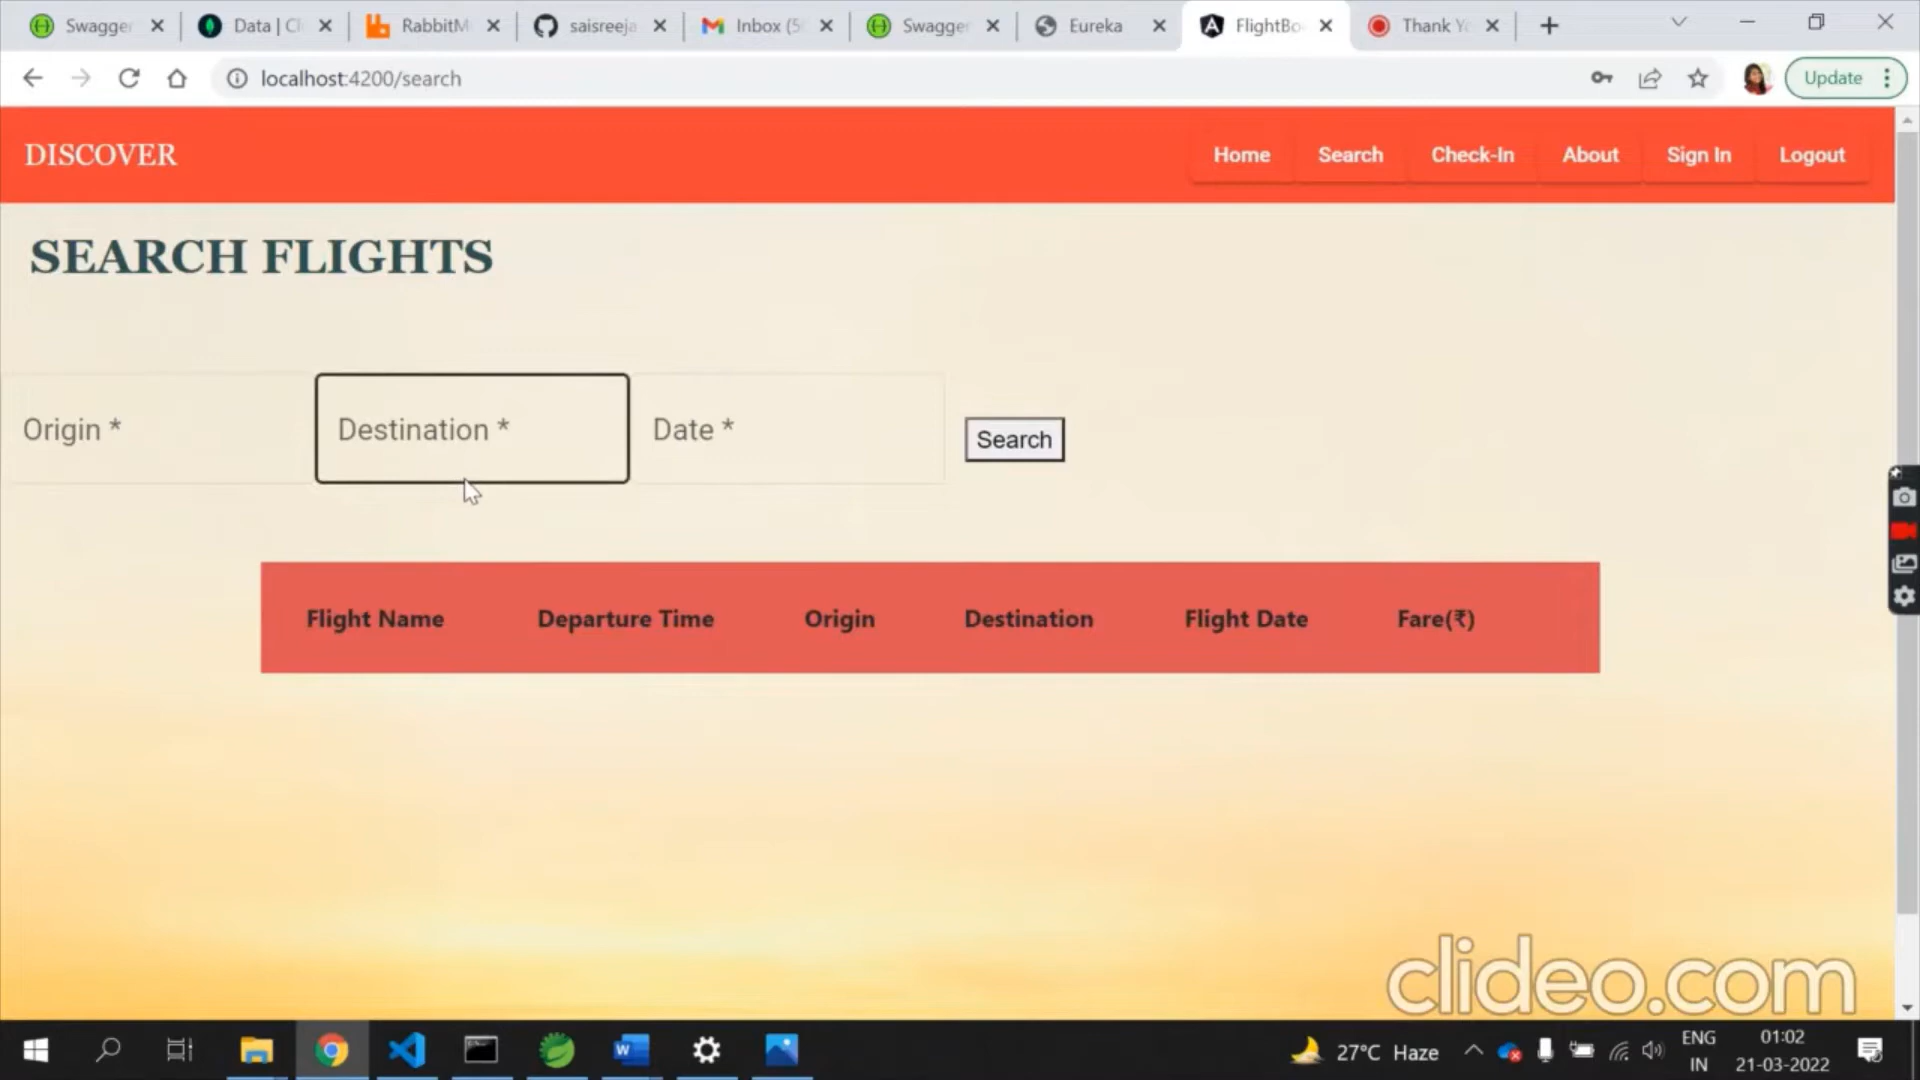 Swagger
Data | Cl
RabbitM
saisreeja
Inbox (5
Swagger
Eureka
FlightBo
Thank Y
localhost:4200/search
Update
DISCOVER
Home
Search
Check-In
About
Sign In
Logout
SEARCH FLIGHTS
Origin *
Destination *
Date *
Search
Flight Name
Departure Time
Origin
Destination
Flight Date
Fare(₹)
clideo.com
27°C Haze
ENG
IN
01:02
21-03-2022